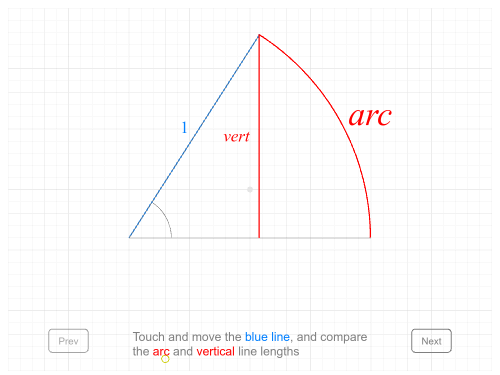 arc
1
vert
Touch and move the blue line, and compare
the arc and vertical line lengths
Prev
Next